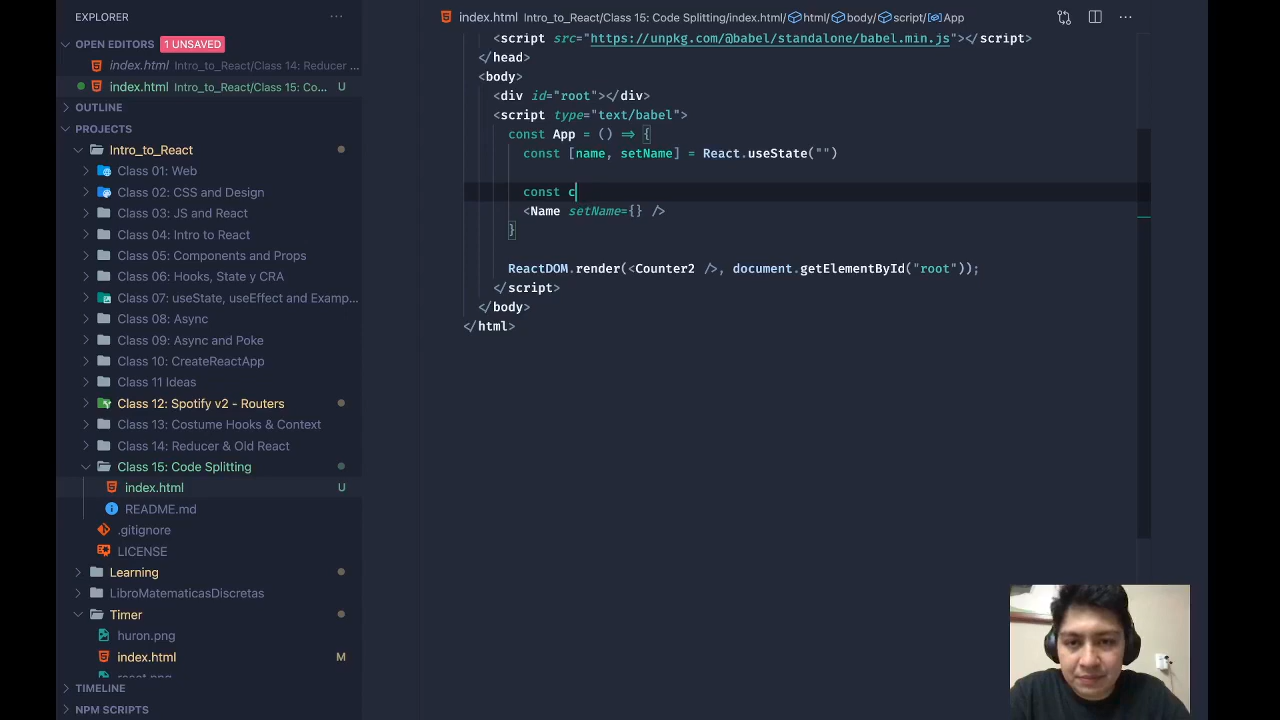 EXPLORER
OPEN EDITORS 1 UNSAVED
index.html Intro_to_React/Class 14: Reducer ...
index.html Intro_to_React/Class 15: Co... U
OUTLINE
PROJECTS
Intro_to_React
Class 01: Web
Class 02: CSS and Design
Class 03: JS and React
Class 04: Intro to React
Class 05: Components and Props
Class 06: Hooks, State y CRA
Class 07: useState, useEffect and Examp...
Class 08: Async
Class 09: Async and Poke
Class 10: CreateReactApp
Class 11 Ideas
Class 12: Spotify v2 - Routers
Class 13: Costume Hooks & Context
Class 14: Reducer & Old React
Class 15: Code Splitting
index.html U
README.md
.gitignore
LICENSE
Learning
LibroMatematicasDiscretas
Timer
huron.png
index.html M
react.png
TIMELINE
NPM SCRIPTS
index.html Intro_to_React/Class 15: Code Splitting/index.html/html/body/script/App
<script src="https://unpkg.com/@babel/standalone/babel.min.js"></script>
</head>
<body>
<div id="root"></div>
<script type="text/babel">
const App = () => {
const [name, setName] = React.useState("")
const c
<Name setName={} />
}
ReactDOM.render(<Counter2 />, document.getElementById("root"));
</script>
</body>
</html>